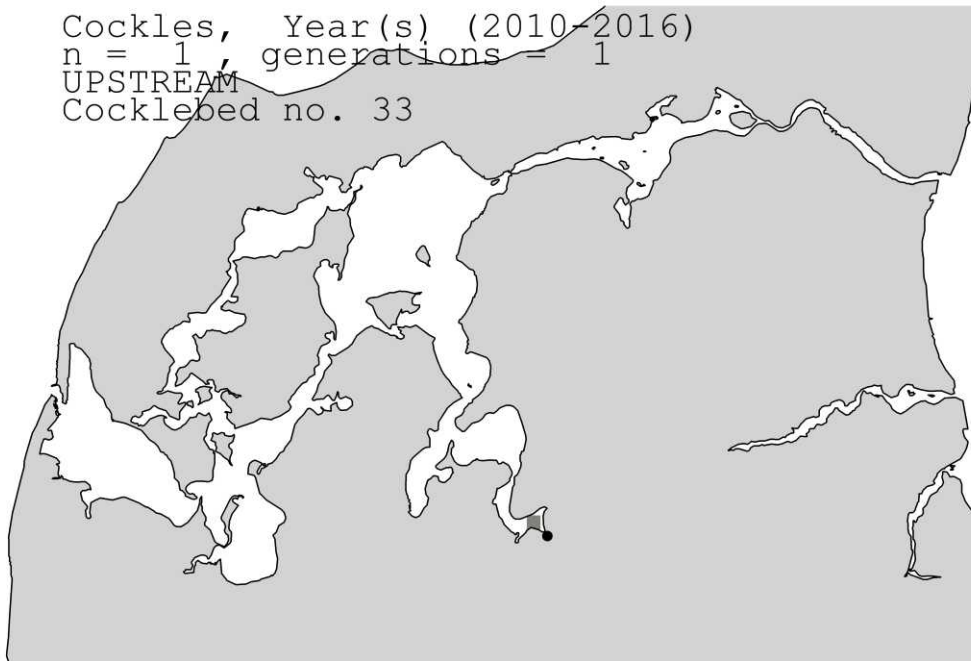 Cockles, Year(s) (2010-2016)
n = 1 , generations = 1
UPSTREAM
Cocklebed no. 33